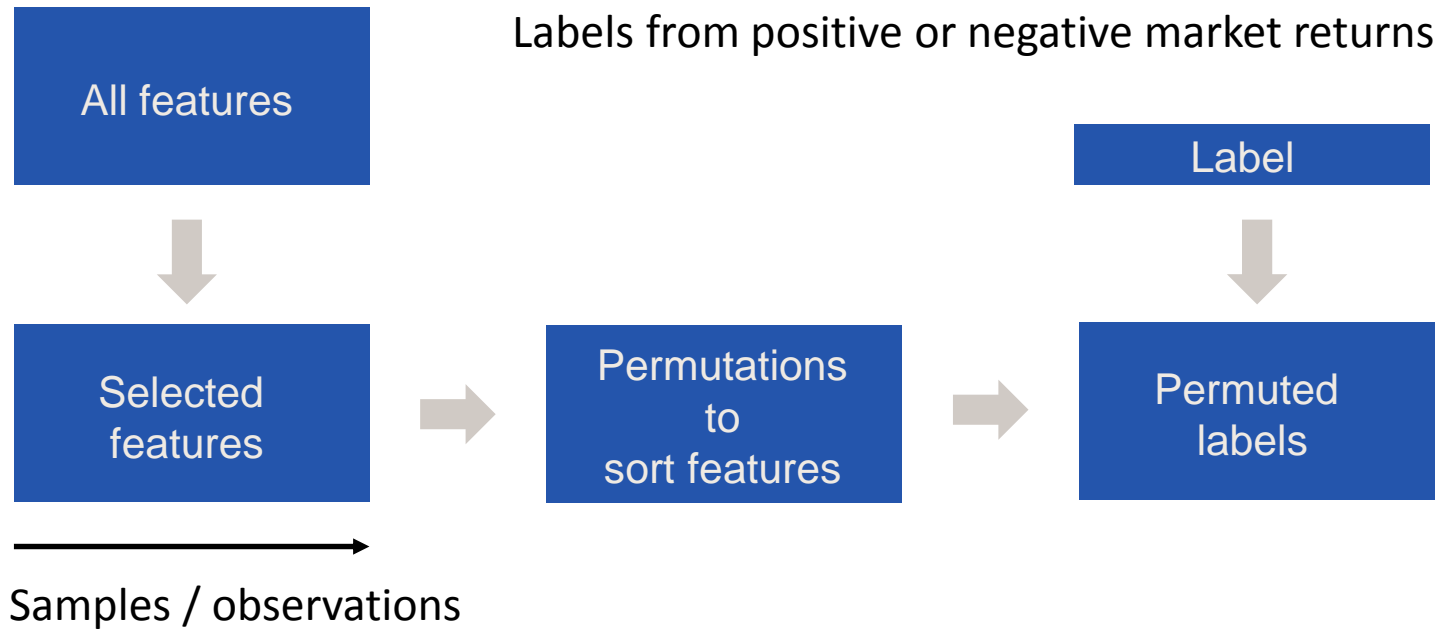 Labels from positive or negative market returns
All features
Label
Selected
features
Permutations
to
sort features
Permuted
labels
Samples / observations